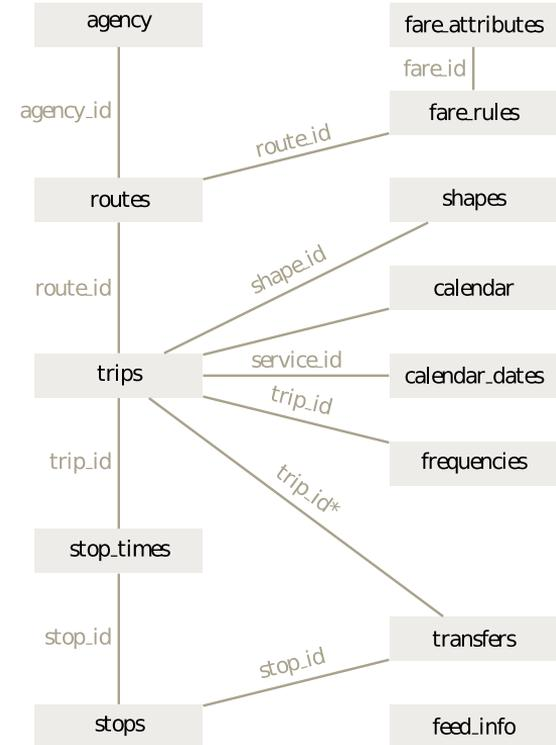 agency
fare_attributes
fare_id
agency_id
fare_rules
route_id
routes
shapes
shape_id
route_id
calendar
service_id
trips
calendar_dates
trip_id
trip_id
frequencies
trip_id*
stop_times
stop_id
transfers
stop_id
stops
feed_info